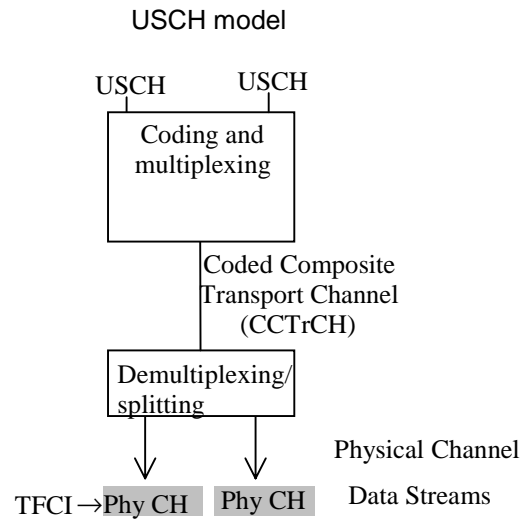 USCH model
USCH USCH
Coding and
multiplexing
Coded Composite
Transport Channel
(CCTrCH)
Demultiplexing/
splitting
Physical Channel
Data Streams
TFCI → Phy CH Phy CH